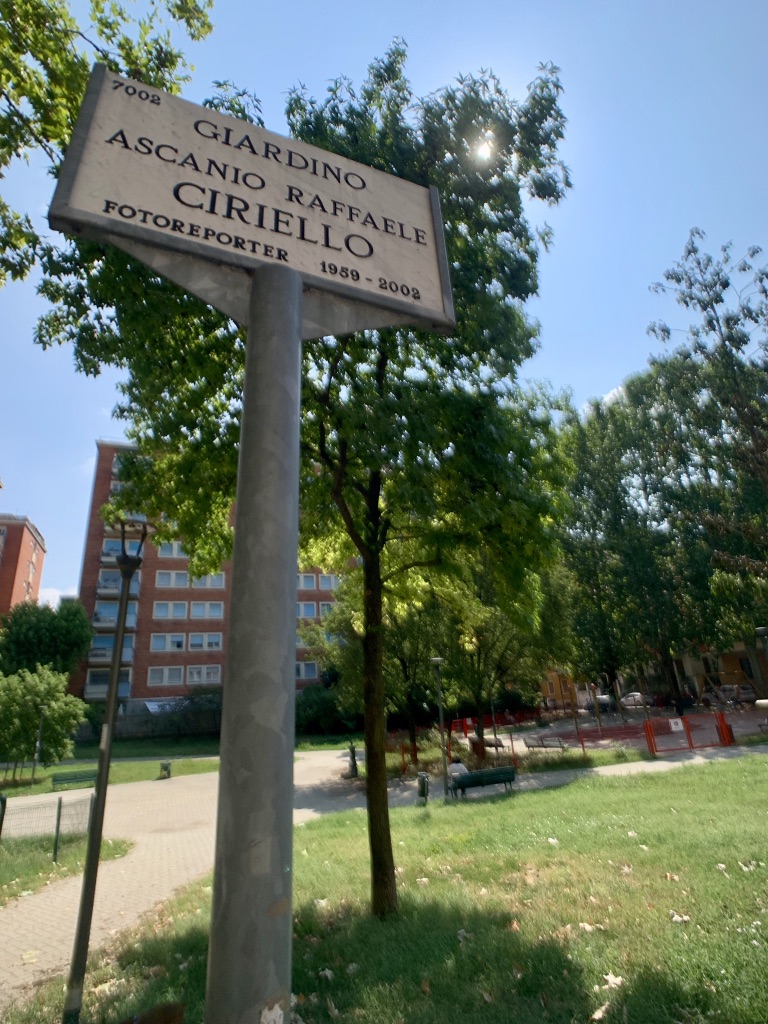 7002
GIARDINO
ASCANIO RAFFAELE
CIRIELLO
FOTOREPORTER 1959 - 2002